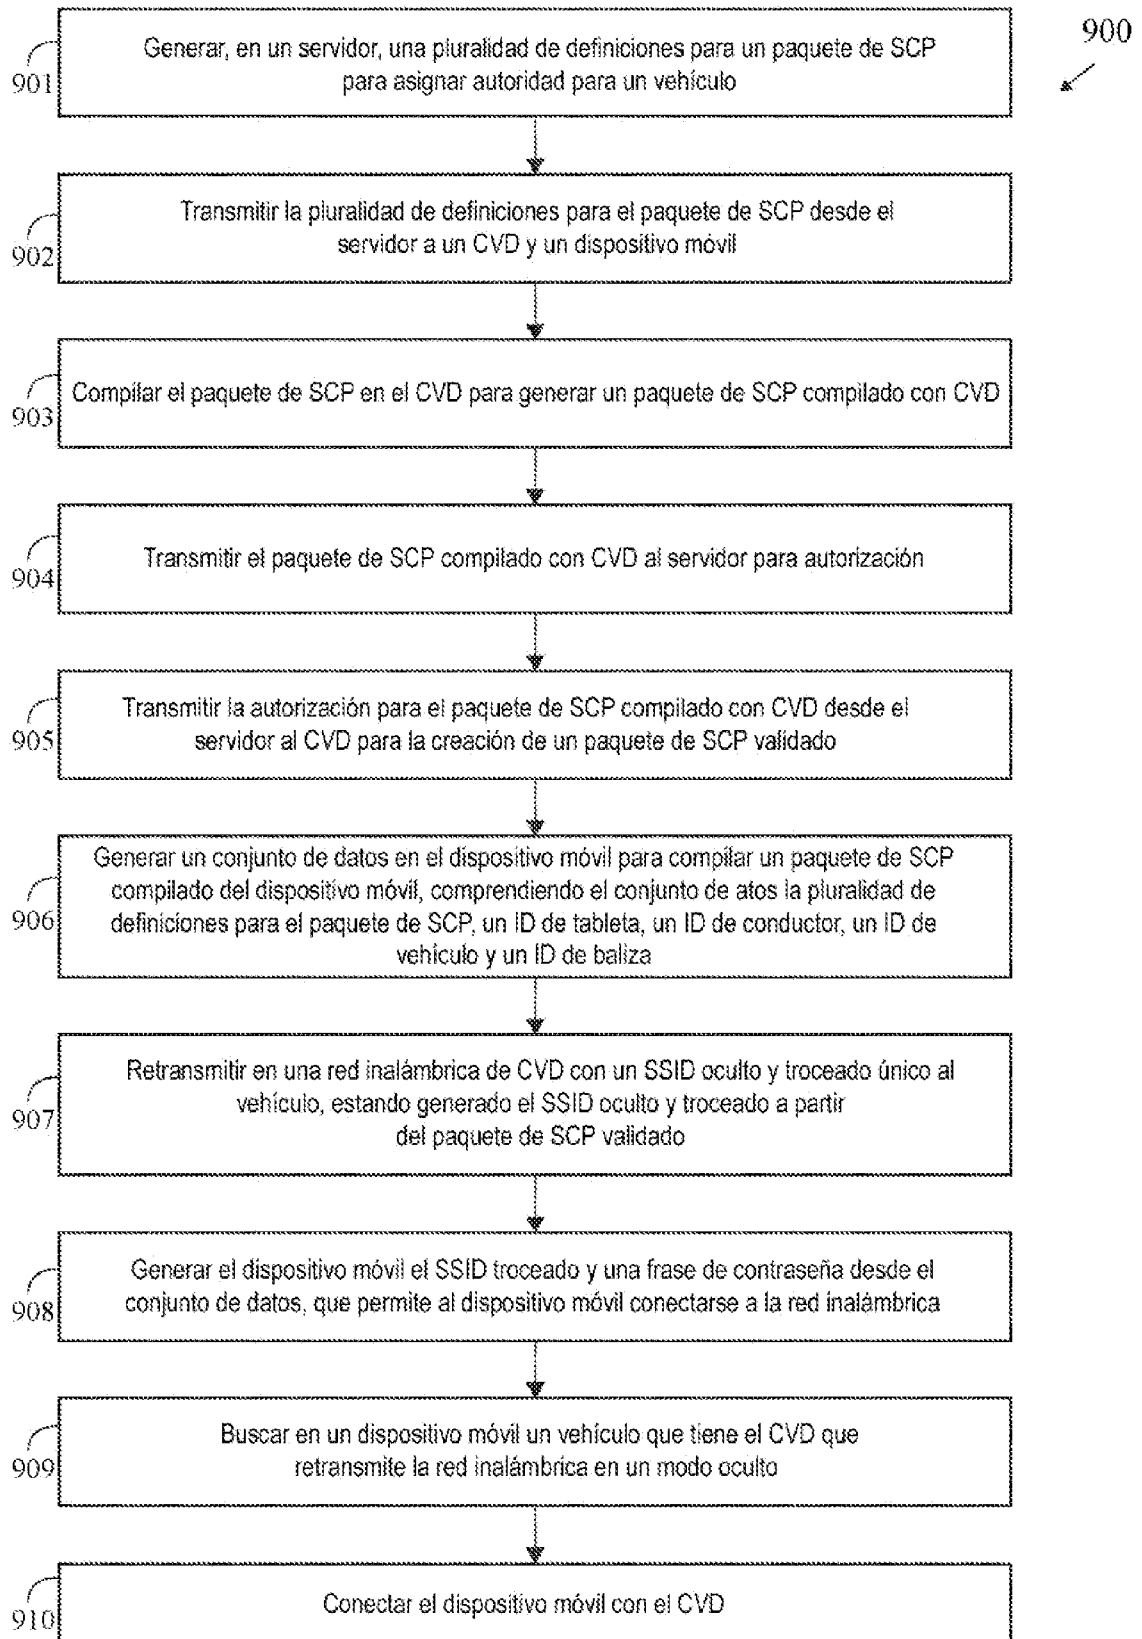 900
Generar, en un servidor, una pluralidad de definiciones para un paquete de SCP
para asignar autoridad para un vehículo
901
Transmitir la pluralidad de definiciones para el paquete de SCP desde el
servidor a un CVD y un dispositivo móvil
902
Compilar el paquete de SCP en el CVD para generar un paquete de SCP compilado con CVD
903
Transmitir el paquete de SCP compilado con CVD al servidor para autorización
904
Transmitir la autorización para el paquete de SCP compilado con CVD desde el
servidor al CVD para la creación de un paquete de SCP validado
905
Generar un conjunto de datos en el dispositivo móvil para compilar un paquete de SCP
compilado del dispositivo móvil, comprendiendo el conjunto de atos la pluralidad de
definiciones para el paquete de SCP, un ID de tableta, un ID de conductor, un ID de
vehículo y un ID de baliza
906
Retransmitir en una red inalámbrica de CVD con un SSID oculto y troceado único al
vehículo, estando generado el SSID oculto y troceado a partir
del paquete de SCP validado
907
Generar el dispositivo móvil el SSID troceado y una frase de contraseña desde el
conjunto de datos, que permite al dispositivo móvil conectarse a la red inalámbrica
908
Buscar en un dispositivo móvil un vehículo que tiene el CVD que
retransmite la red inalámbrica en un modo oculto
909
Conectar el dispositivo móvil con el CVD
910